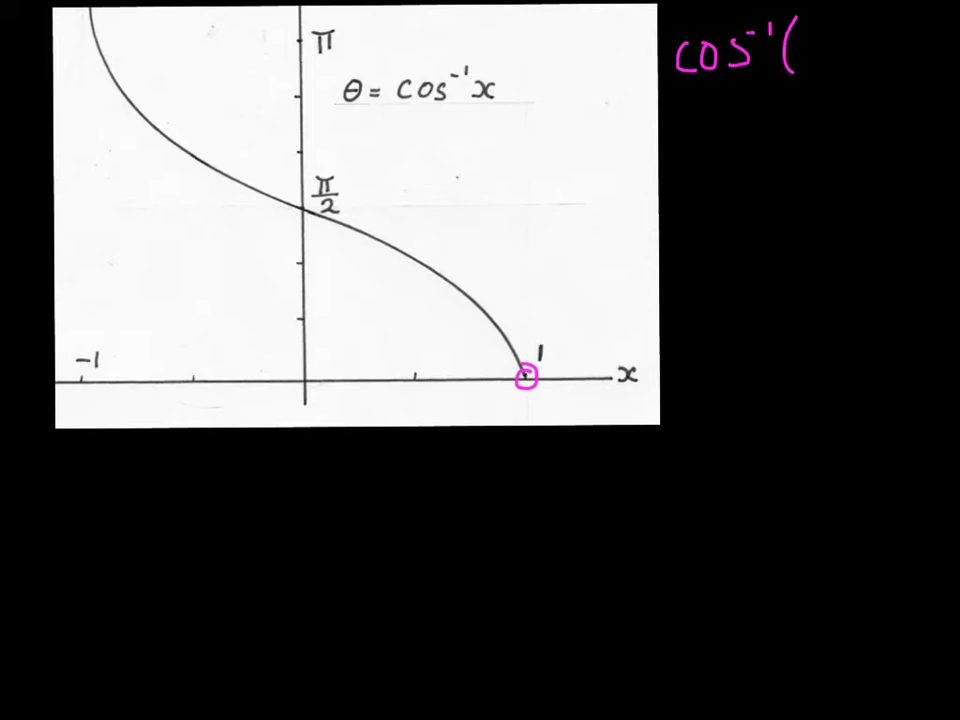 π
θ = cos⁻¹x
π/2
-1
1
x
cos⁻¹(